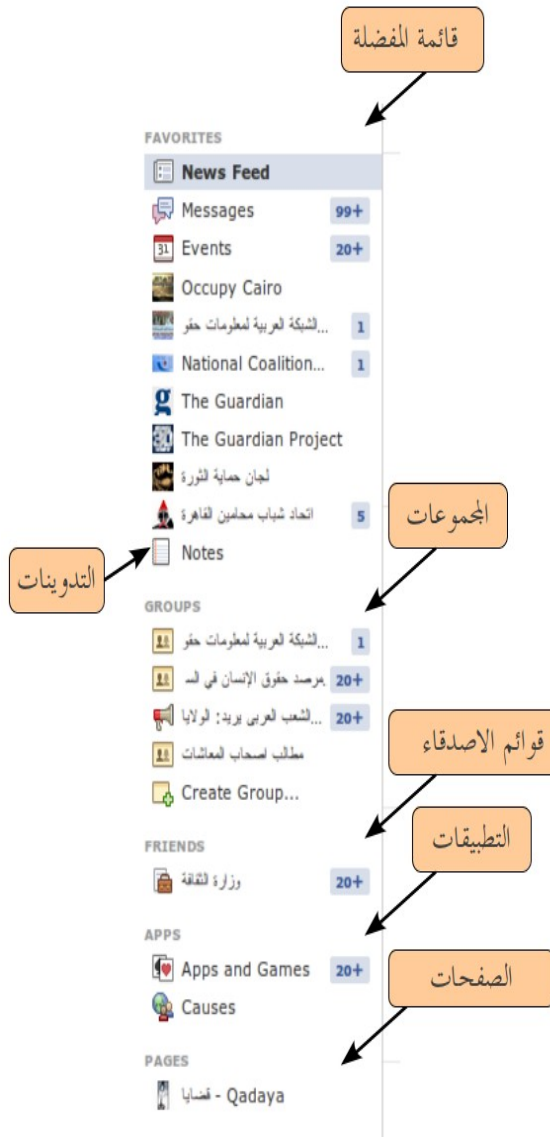 قائمة المفضلة
FAVORITES
News Feed
Messages 99+
Events 31 20+
Occupy Cairo
الشبكة العربية لمعلومات حقو... 1
National Coalition... 1
g The Guardian
The Guardian Project
لجان حماية الثورة
اتحاد شباب محامين القاهرة 5
المجموعات
Notes
التدوينات
GROUPS
الشبكة العربية لمعلومات حقو... 1
مرصد حقوق الإنسان في الـ 20+
الشعب العربى يريد: الولايا... 20+
قوائم الاصدقاء
مطالب اصحاب المعاشات
Create Group...
التطبيقات
FRIENDS
وزارة الثقافة 20+
APPS
Apps and Games 20+
الصفحات
Causes
PAGES
قضايا - Qadaya